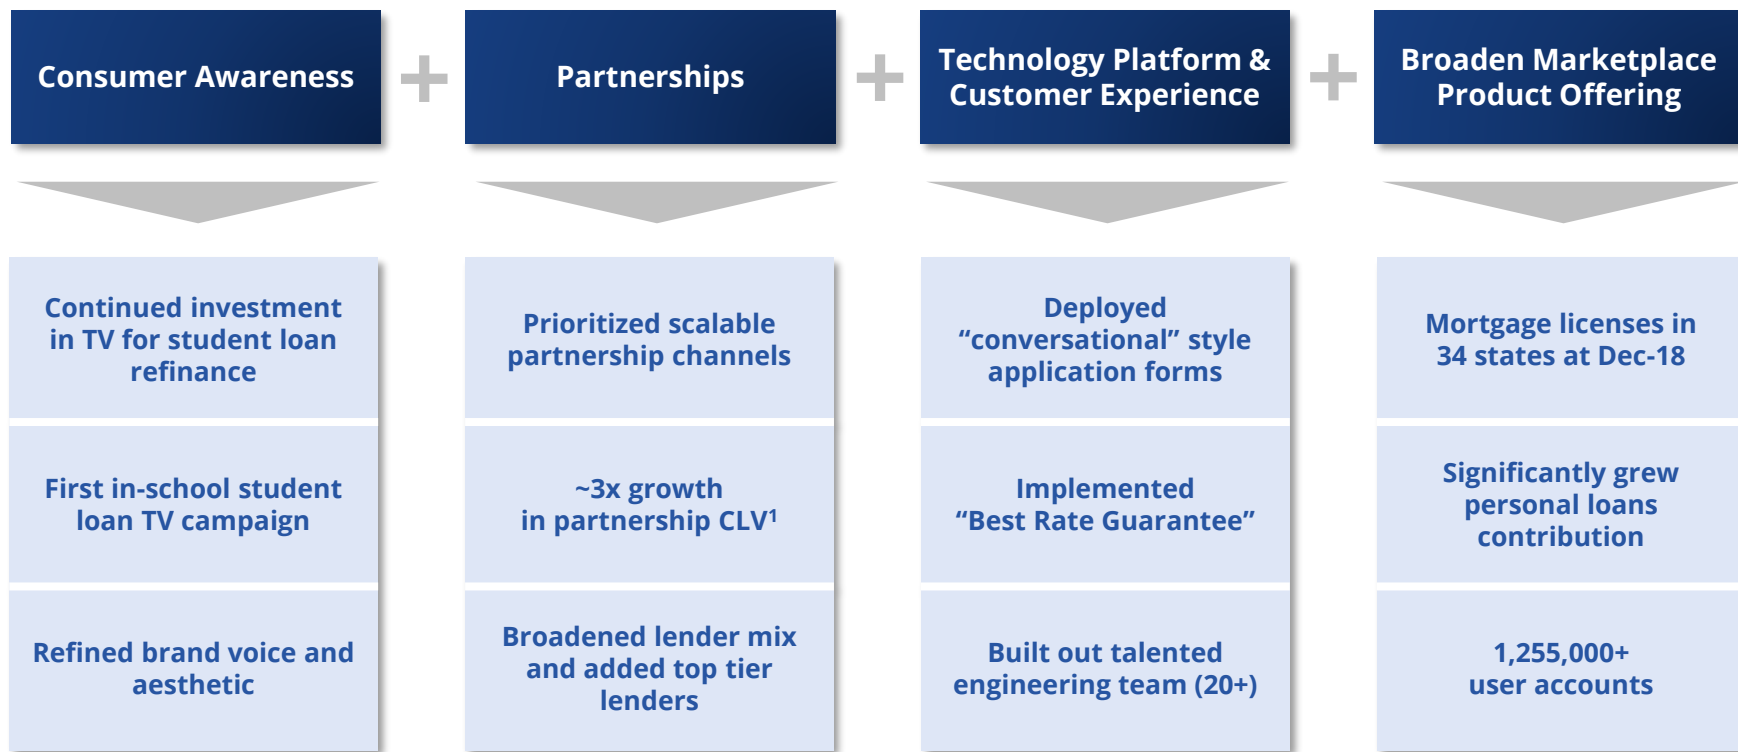 Consumer Awareness
Partnerships
Technology Platform &
Customer Experience
Broaden Marketplace
Product Offering
Continued investment
in TV for student loan
refinance
First in-school student
loan TV campaign
Refined brand voice and
aesthetic
Prioritized scalable
partnership channels
~3x growth
in partnership CLV¹
Broadened lender mix
and added top tier
lenders
Deployed
“conversational” style
application forms
Implemented
“Best Rate Guarantee”
Built out talented
engineering team (20+)
Mortgage licenses in
34 states at Dec-18
Significantly grew
personal loans
contribution
1,255,000+
user accounts